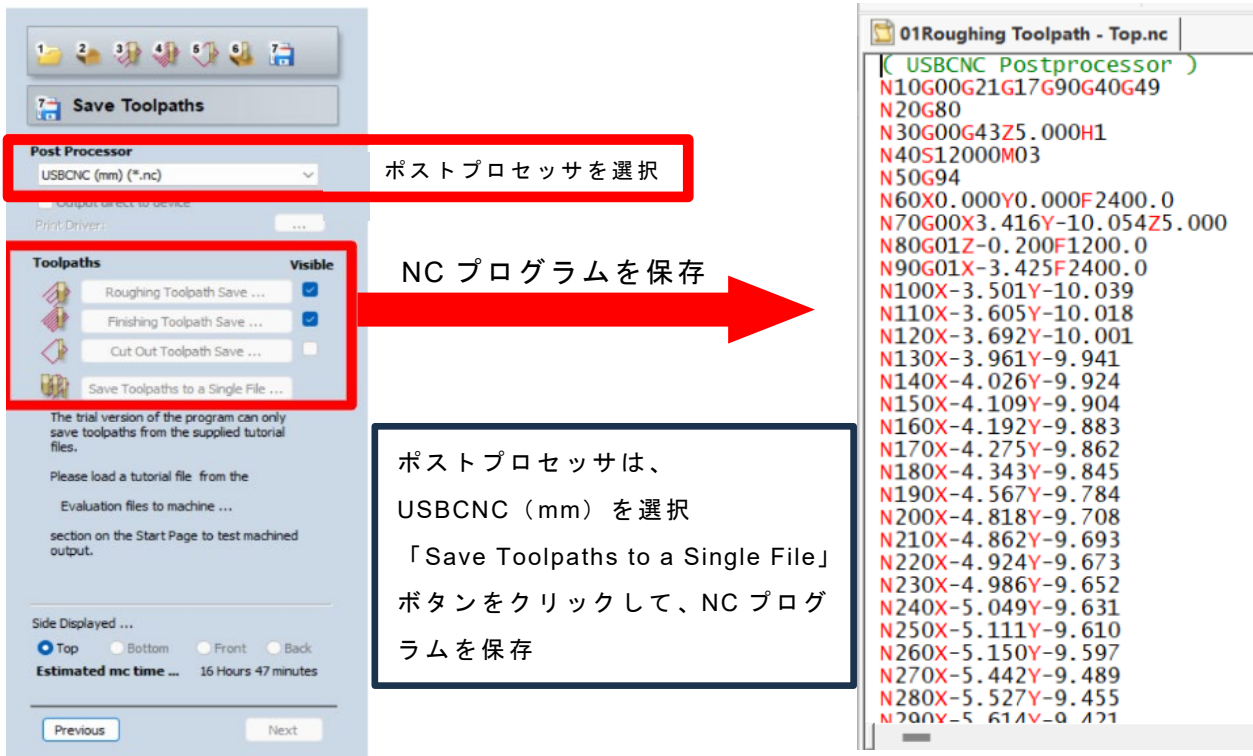 1 2 3 4 5 6 7
7 Save Toolpaths
Post Processor
USBCNC (mm) (*.nc)
Output direct to device
Print Driver:
...
ポストプロセッサを選択
Toolpaths Visible
Roughing Toolpath Save ...
Finishing Toolpath Save ...
Cut Out Toolpath Save ...
Save Toolpaths to a Single File ...
The trial version of the program can only
save toolpaths from the supplied tutorial
files.
Please load a tutorial file from the
Evaluation files to machine ...
section on the Start Page to test machined
output.
Side Displayed ...
Top Bottom Front Back
Estimated mc time ... 16 Hours 47 minutes
Previous Next
NC プログラムを保存
ポストプロセッサは、
USBCNC（mm）を選択
「Save Toolpaths to a Single File」
ボタンをクリックして、NC プログ
ラムを保存
01Roughing Toolpath - Top.nc
( USBCNC Postprocessor )
N10G00G21G17G90G40G49
N20G80
N30G00G43Z5.000H1
N40S12000M03
N50G94
N60X0.000Y0.000F2400.0
N70G00X3.416Y-10.054Z5.000
N80G01Z-0.200F1200.0
N90G01X-3.425F2400.0
N100X-3.501Y-10.039
N110X-3.605Y-10.018
N120X-3.692Y-10.001
N130X-3.961Y-9.941
N140X-4.026Y-9.924
N150X-4.109Y-9.904
N160X-4.192Y-9.883
N170X-4.275Y-9.862
N180X-4.343Y-9.845
N190X-4.567Y-9.784
N200X-4.818Y-9.708
N210X-4.862Y-9.693
N220X-4.924Y-9.673
N230X-4.986Y-9.652
N240X-5.049Y-9.631
N250X-5.111Y-9.610
N260X-5.150Y-9.597
N270X-5.442Y-9.489
N280X-5.527Y-9.455
N290X-5.614Y-9.421